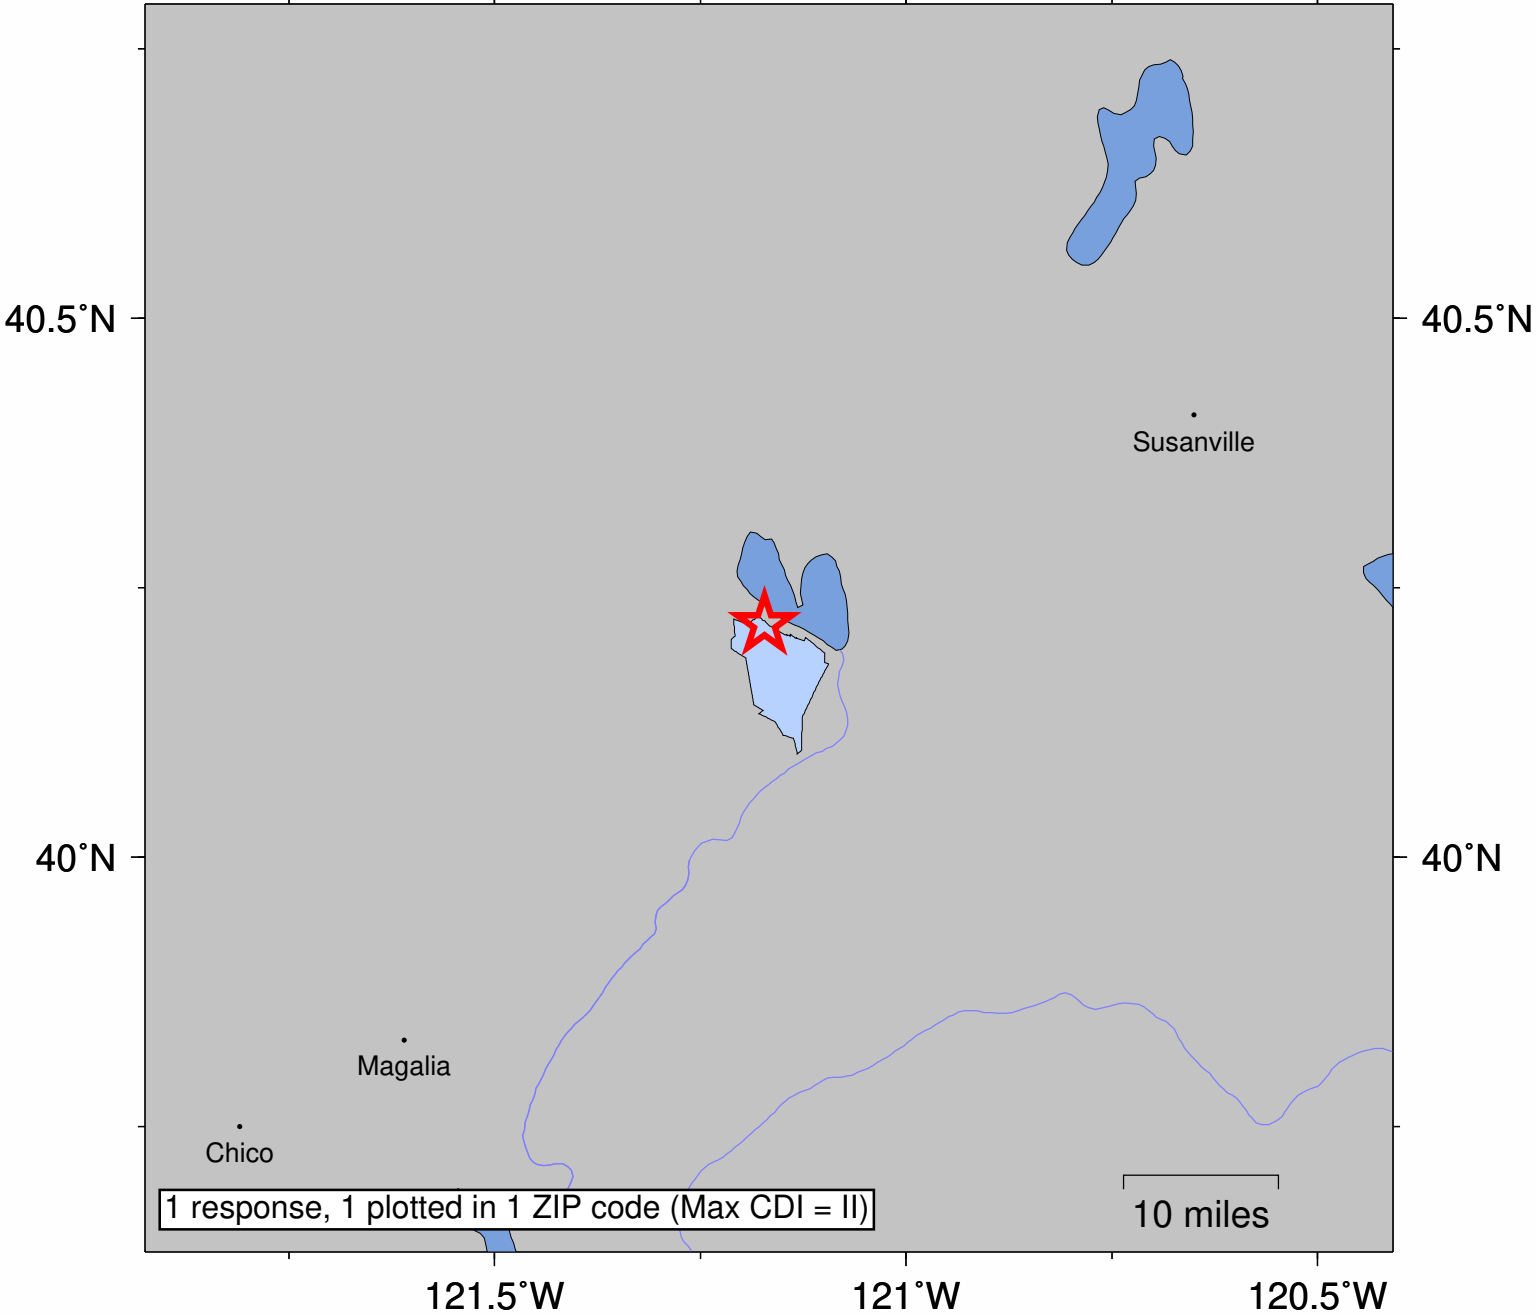 40.5˚N
40.5˚N
Susanville
40˚N
40˚N
Magalia
Chico
1 response, 1 plotted in 1 ZIP code (Max CDI = II)
10 miles
121.5˚W
121˚W
120.5˚W